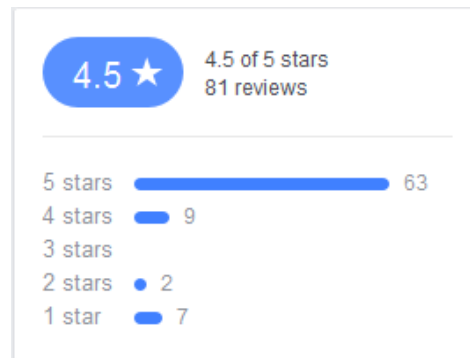 4.5 ★
4.5 of 5 stars
81 reviews
5 stars 63
4 stars 9
3 stars
2 stars 2
1 star 7